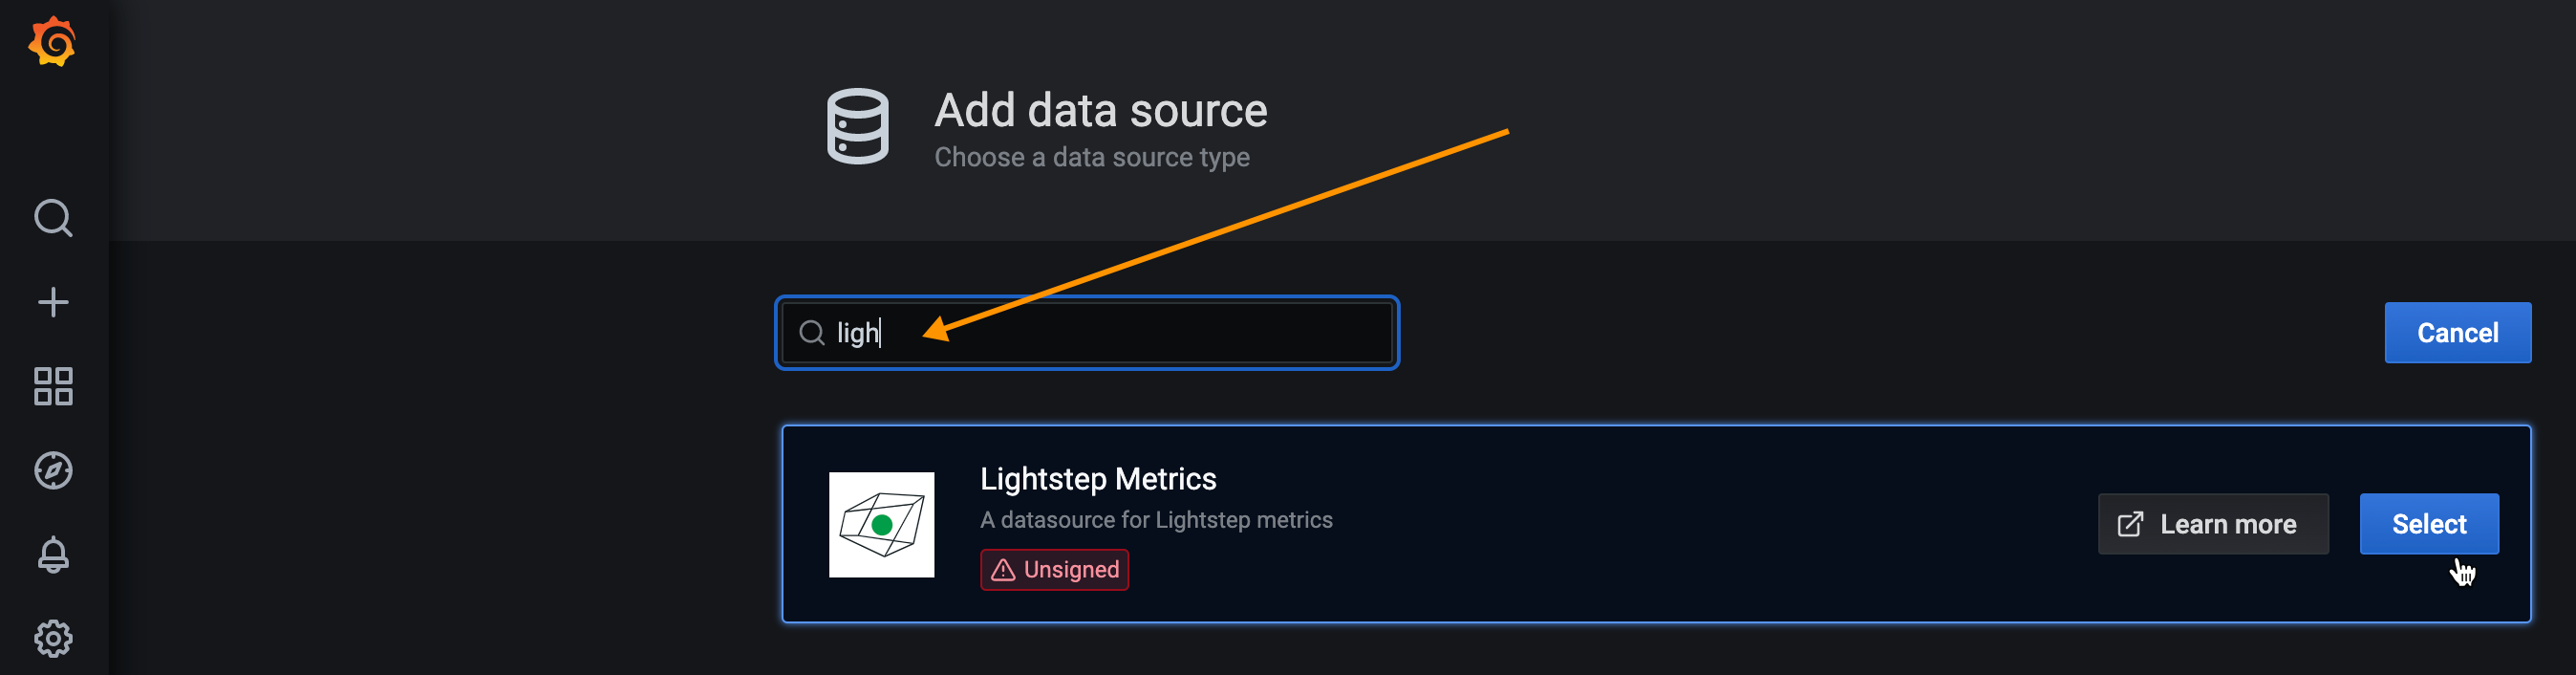 Add data source
Choose a data source type
ligh
Cancel
Lightstep Metrics
A datasource for Lightstep metrics
Unsigned
Learn more
Select